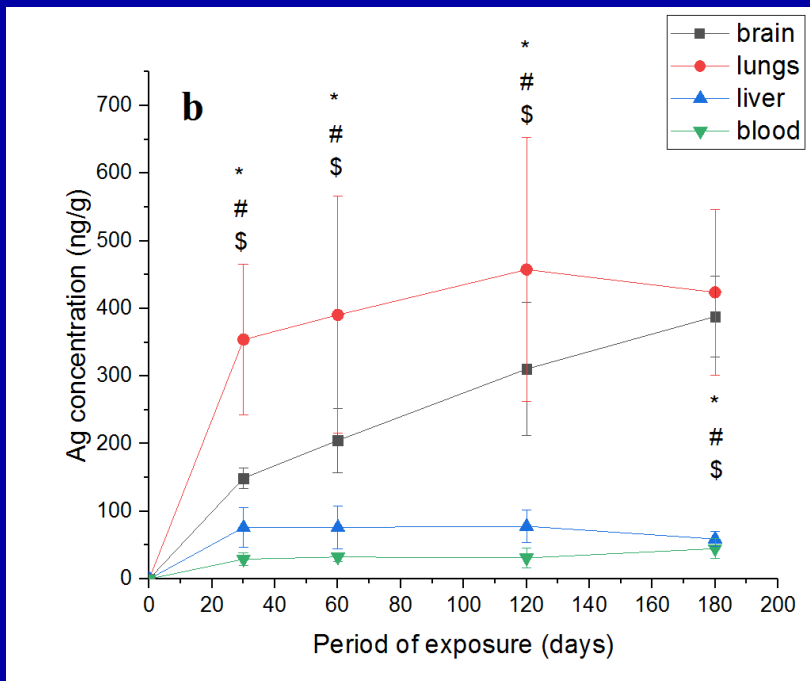 brain
lungs
liver
blood
b
*
#
$
*
#
$
*
#
$
*
#
$
Ag concentration (ng/g)
700
600
500
400
300
200
100
0
0 20 40 60 80 100 120 140 160 180 200
Period of exposure (days)